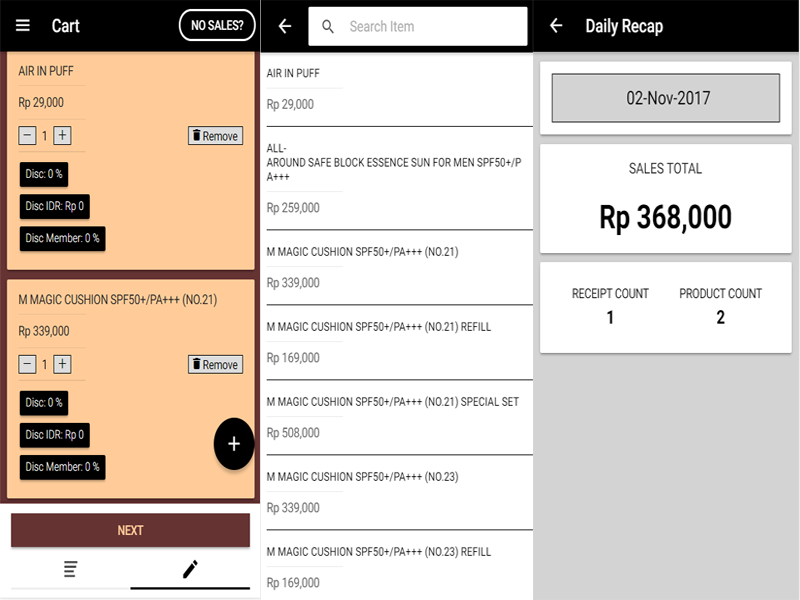 Cart
NO SALES?
AIR IN PUFF
Rp 29,000
1
Remove
Disc: 0 %
Disc IDR: Rp 0
Disc Member: 0 %
M MAGIC CUSHION SPF50+/PA+++ (NO.21)
Rp 339,000
1
Remove
Disc: 0 %
Disc IDR: Rp 0
Disc Member: 0 %
NEXT
Search Item
AIR IN PUFF
Rp 29,000
ALL-
AROUND SAFE BLOCK ESSENCE SUN FOR MEN SPF50+/P
A+++
Rp 259,000
M MAGIC CUSHION SPF50+/PA+++ (NO.21)
Rp 339,000
M MAGIC CUSHION SPF50+/PA+++ (NO.21) REFILL
Rp 169,000
M MAGIC CUSHION SPF50+/PA+++ (NO.21) SPECIAL SET
Rp 508,000
M MAGIC CUSHION SPF50+/PA+++ (NO.23)
Rp 339,000
M MAGIC CUSHION SPF50+/PA+++ (NO.23) REFILL
Rp 169,000
Daily Recap
02-Nov-2017
SALES TOTAL
Rp 368,000
RECEIPT COUNT PRODUCT COUNT
1 2